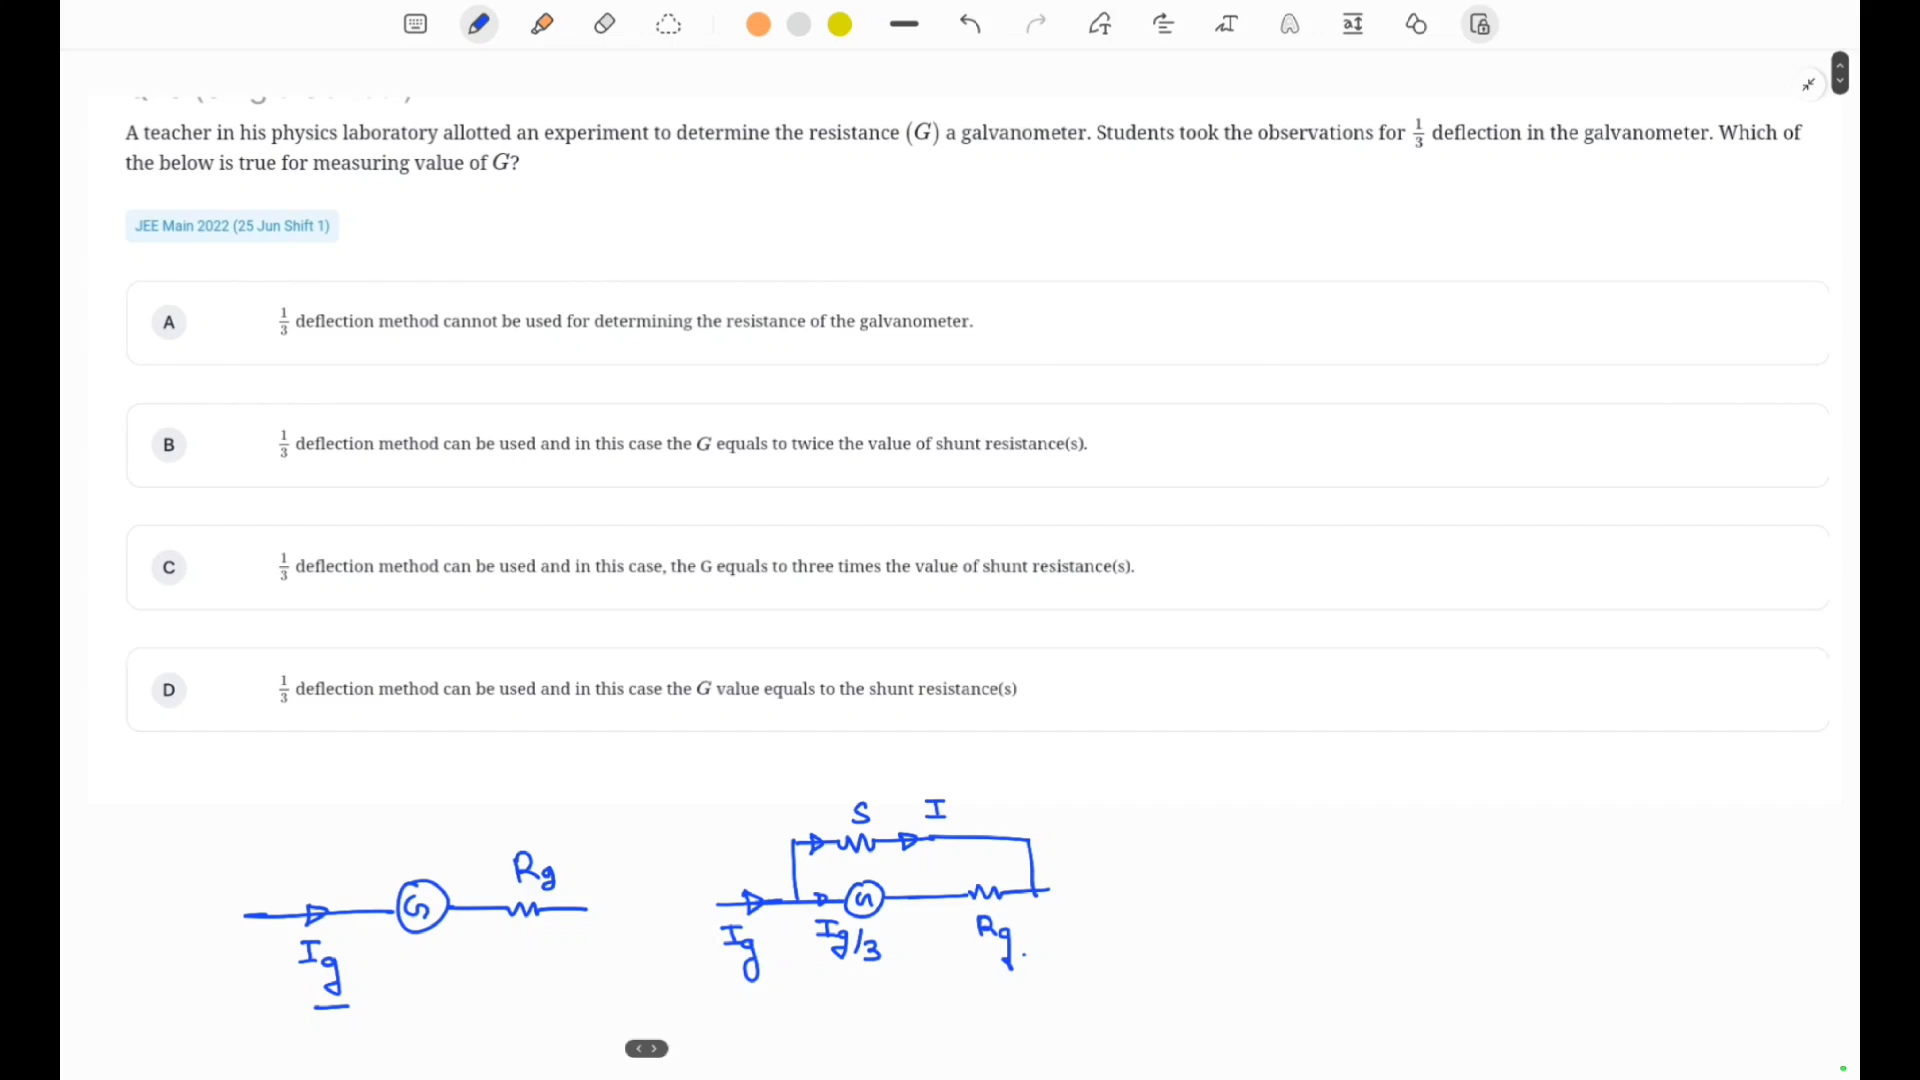 A teacher in his physics laboratory allotted an experiment to determine the resistance (G) a galvanometer. Students took the observations for 1/3 deflection in the galvanometer. Which of
the below is true for measuring value of G?
JEE Main 2022 (25 Jun Shift 1)
A 1/3 deflection method cannot be used for determining the resistance of the galvanometer.
B 1/3 deflection method can be used and in this case the G equals to twice the value of shunt resistance(s).
C 1/3 deflection method can be used and in this case, the G equals to three times the value of shunt resistance(s).
D 1/3 deflection method can be used and in this case the G value equals to the shunt resistance(s)
S I
Rg
G G
Ig Ig Ig/3 Rg.